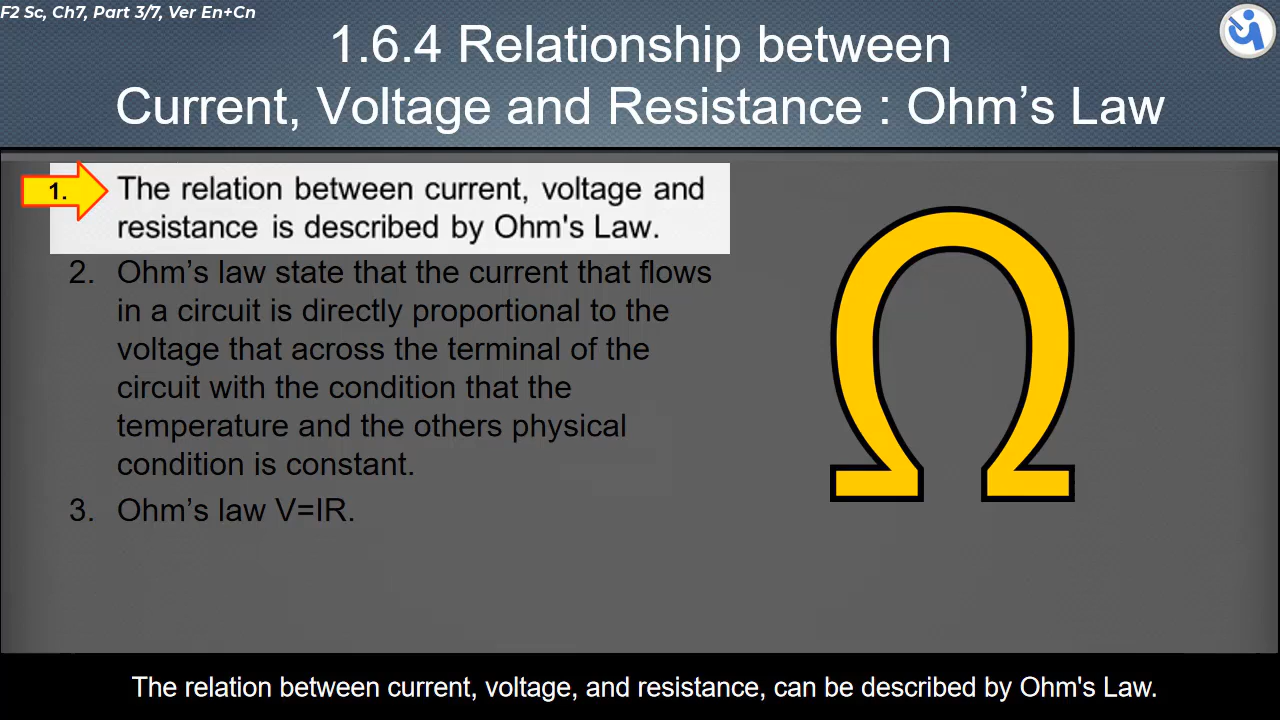 F2 Sc, Ch7, Part 3/7, Ver En+Cn
1.6.4 Relationship between
Current, Voltage and Resistance : Ohm’s Law
1. The relation between current, voltage and
resistance is described by Ohm's Law.
2. Ohm’s law state that the current that flows
in a circuit is directly proportional to the
voltage that across the terminal of the
circuit with the condition that the
temperature and the others physical
condition is constant.
3. Ohm’s law V=IR.
Ω
The relation between current, voltage, and resistance, can be described by Ohm's Law.